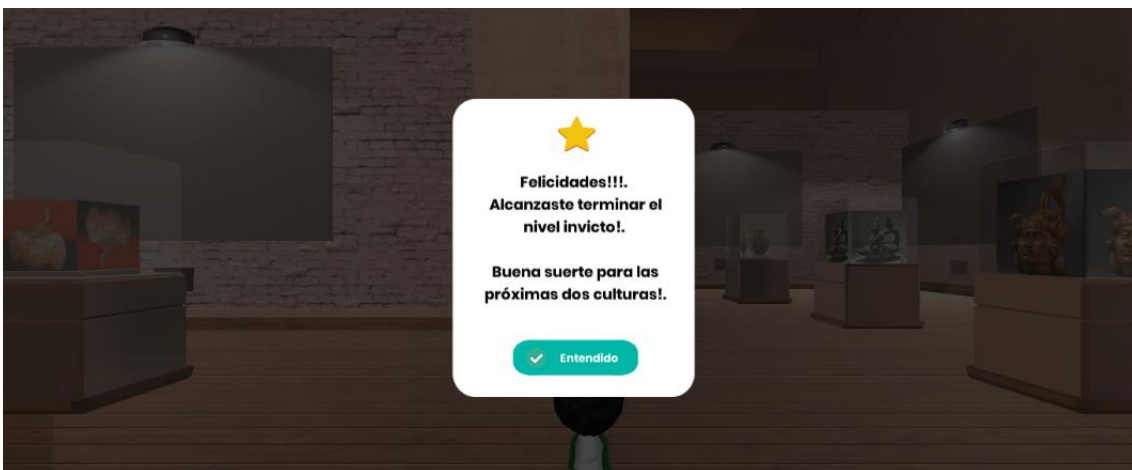 Felicidades!!!.
Alcanzaste terminar el
nivel invicto!.
Buena suerte para las
próximas dos culturas!.
Entendido